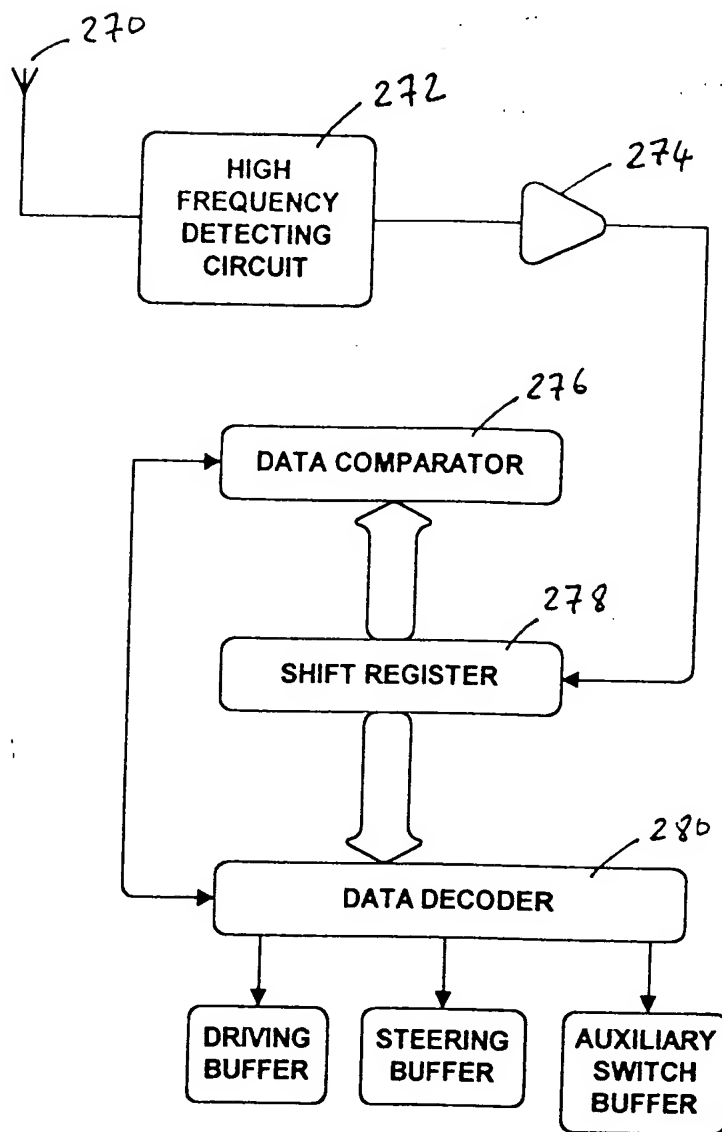 270
272
HIGH
FREQUENCY
DETECTING
CIRCUIT
274
276
DATA COMPARATOR
278
SHIFT REGISTER
280
DATA DECODER
DRIVING
BUFFER
STEERING
BUFFER
AUXILIARY
SWITCH
BUFFER